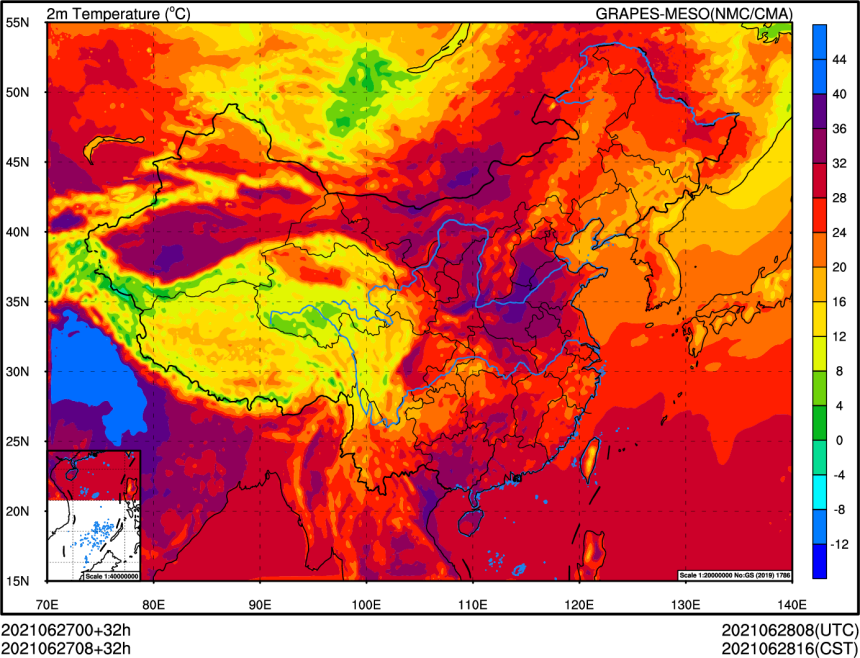 2m Temperature (°C) GRAPES-MESO(NMC/CMA)
55N
50N
45N
40N
35N
30N
25N
20N
15N
44
40
36
32
28
24
20
16
12
8
4
0
-4
-8
-12
Scale 1:40000000
Scale 1:20000000 No:GS (2019) 1786
70E 80E 90E 100E 110E 120E 130E 140E
2021062700+32h 2021062808(UTC)
2021062708+32h 2021062816(CST)